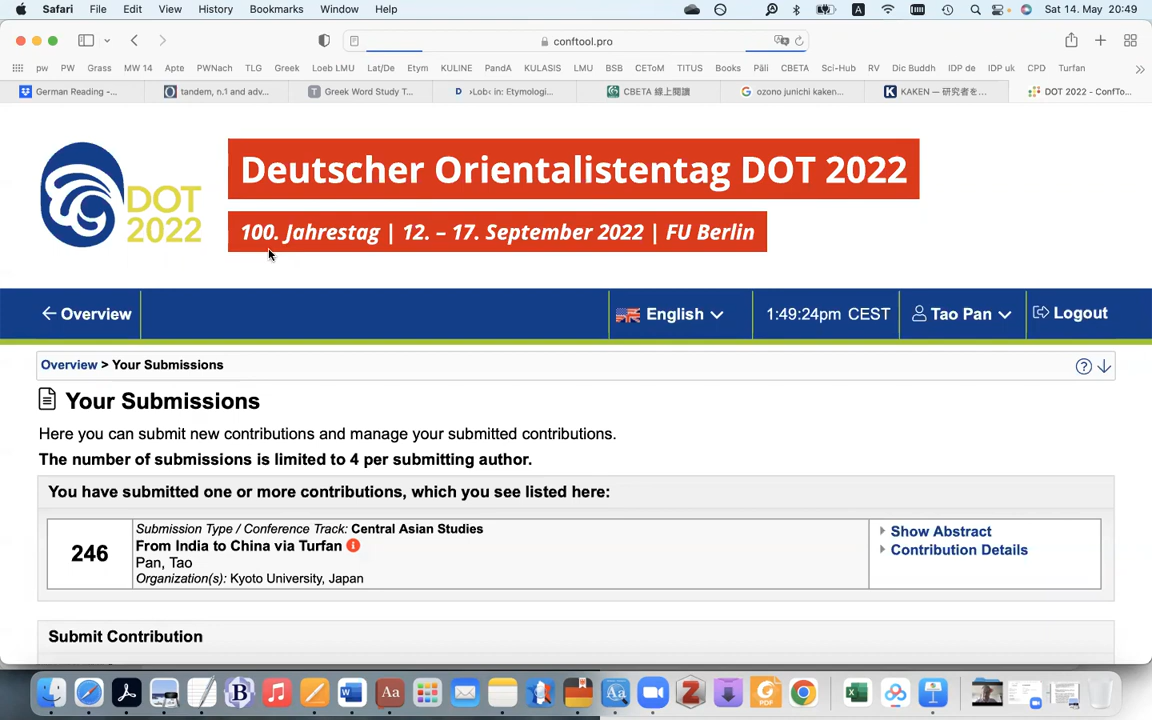 Safari File Edit View History Bookmarks Window Help A Sat 14. May 20:49
conftool.pro
pw PW Grass MW 14 Apte PWNach TLG Greek Loeb LMU Lat/De Etym KULINE PandA KULASIS LMU BSB CEToM TITUS Books Pāli CBETA Sci-Hub RV Dic Buddh IDP de IDP uk CPD Turfan
German Reading -... tandem, n.1 and adv... Greek Word Study T... ›Lob‹ in: Etymologi... CBETA 線上閱讀 ozono junichi kaken... KAKEN — 研究者を... DOT 2022 - ConfTo...
DOT
2022
Deutscher Orientalistentag DOT 2022
100. Jahrestag | 12. – 17. September 2022 | FU Berlin
Overview English 1:49:24pm CEST Tao Pan Logout
Overview > Your Submissions
Your Submissions
Here you can submit new contributions and manage your submitted contributions.
The number of submissions is limited to 4 per submitting author.
You have submitted one or more contributions, which you see listed here:
246
Submission Type / Conference Track: Central Asian Studies
From India to China via Turfan
Pan, Tao
Organization(s): Kyoto University, Japan
Show Abstract
Contribution Details
Submit Contribution